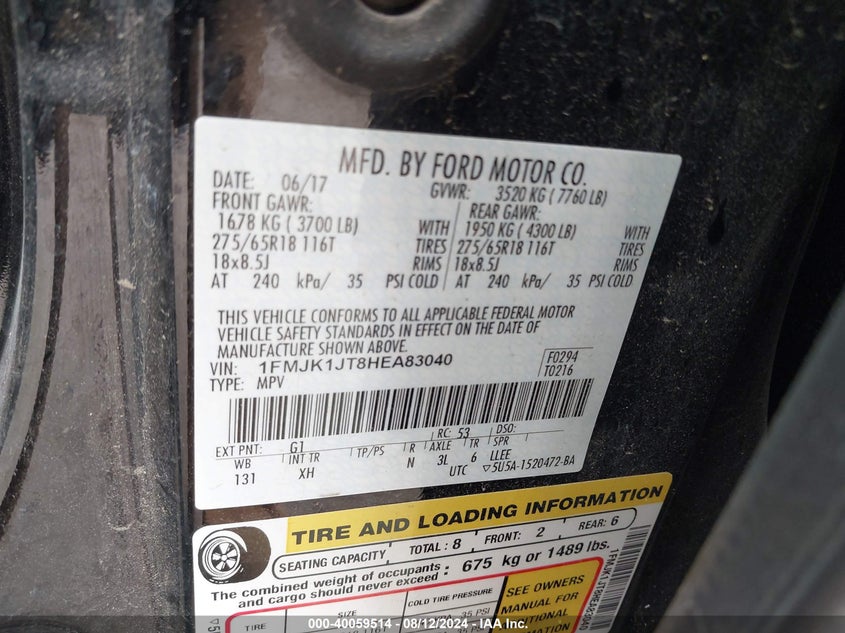 MFD. BY FORD MOTOR CO.
DATE: 06/17 GVWR: 3520 KG ( 7760 LB)
FRONT GAWR: REAR GAWR:
1678 KG ( 3700 LB) WITH 1950 KG ( 4300 LB) WITH
275/65R18 116T TIRES 275/65R18 116T TIRES
18x8.5J RIMS 18x8.5J RIMS
AT 240 kPa/ 35 PSI COLD AT 240 kPa/ 35 PSI COLD
THIS VEHICLE CONFORMS TO ALL APPLICABLE FEDERAL MOTOR
VEHICLE SAFETY STANDARDS IN EFFECT ON THE DATE OF
MANUFACTURE SHOWN ABOVE.
VIN: 1FMJK1JT8HEA83040 F0294
TYPE: MPV T0216
EXT PNT: G1 RC: 53 DSO:
WB INT TR TP/PS R AXLE TR SPR
131 XH N 3L 6 LLEE
UTC ▽5U5A-1520472-BA
TIRE AND LOADING INFORMATION
SEATING CAPACITY TOTAL: 8 FRONT: 2 REAR: 6
The combined weight of occupants
and cargo should never exceed : 675 kg or 1489 lbs.
TIRE SIZE COLD TIRE PRESSURE SEE OWNERS
MANUAL FOR
35 PSI
INFORMATION
1FMJK1JT8HEA83040
000-40059514 - 08/12/2024 - IAA Inc.